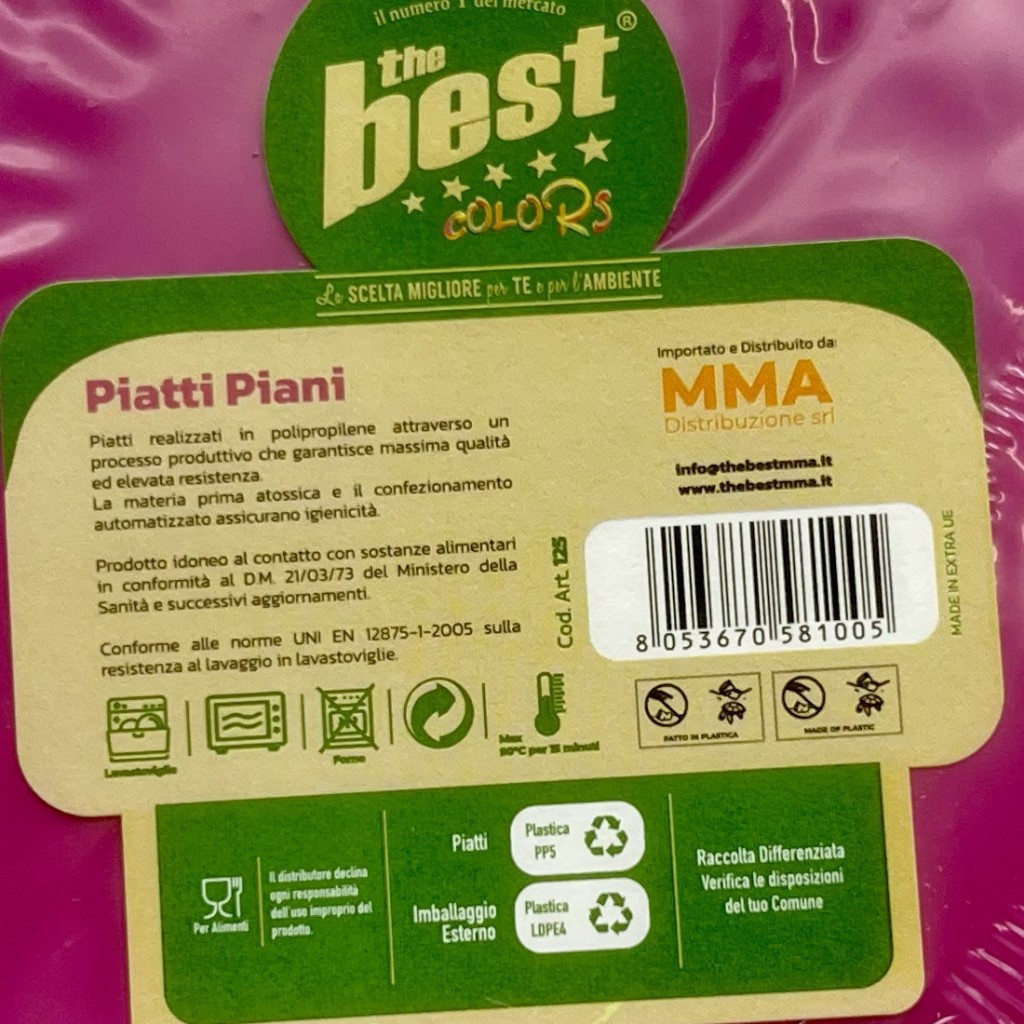 il numero 1 del mercato
the
best®
COLORS
La SCELTA MIGLIORE per TE e per l'AMBIENTE
Piatti Piani
Piatti realizzati in polipropilene attraverso un
processo produttivo che garantisce massima qualità
ed elevata resistenza.
La materia prima atossica e il confezionamento
automatizzato assicurano igienicità.
Prodotto idoneo al contatto con sostanze alimentari
in conformità al D.M. 21/03/73 del Ministero della
Sanità e successivi aggiornamenti.
Conforme alle norme UNI EN 12875-1-2005 sulla
resistenza al lavaggio in lavastoviglie.
Lavastoviglie
Forno
Max
90°C per 15 minuti
Importato e Distribuito da:
MMA
Distribuzione srl
info@thebestmma.it
www.thebestmma.it
Cod. Art. 125
8 053670 581005
MADE IN EXTRA UE
FATTO IN PLASTICA
MADE OF PLASTIC
Per Alimenti
Il distributore declina
ogni responsabilità
dell'uso improprio del
prodotto.
Piatti
Plastica
PP5
Imballaggio
Esterno
Plastica
LDPE4
Raccolta Differenziata
Verifica le disposizioni
del tuo Comune